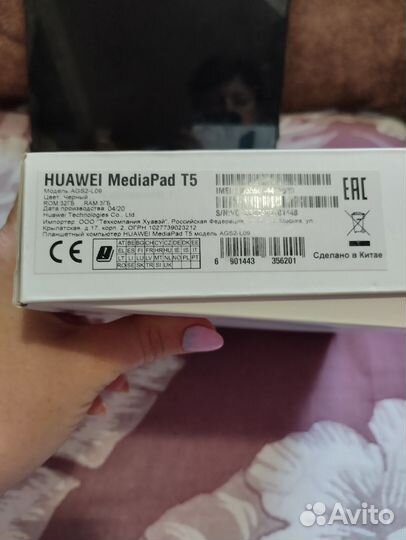 HUAWEI MediaPad T5
Модель AGS2-L09
Цвет: Черный
ROM 32ГБ RAM 3ГБ
Дата производства 04/20
Huawei Technologies Co., Ltd
Импортер ООО "Техкомпания Хуавэй", Российская Федерация, Москва, ул.
Крылатская, д.17, корп. 2, ОГРН 1027739023212
Планшетный компьютер HUAWEI MediaPad T5 модель AGS2-L09
IMEI
S/N
EAC
CE
AT BE BG CH CY CZ DE DK EE
EL ES FI FR HR HU IE IS IT
LT LI LU LV MT NL NO PL PT
RO SE SK TR SI UK
6 901443 356201
Сделано в Китае
Avito